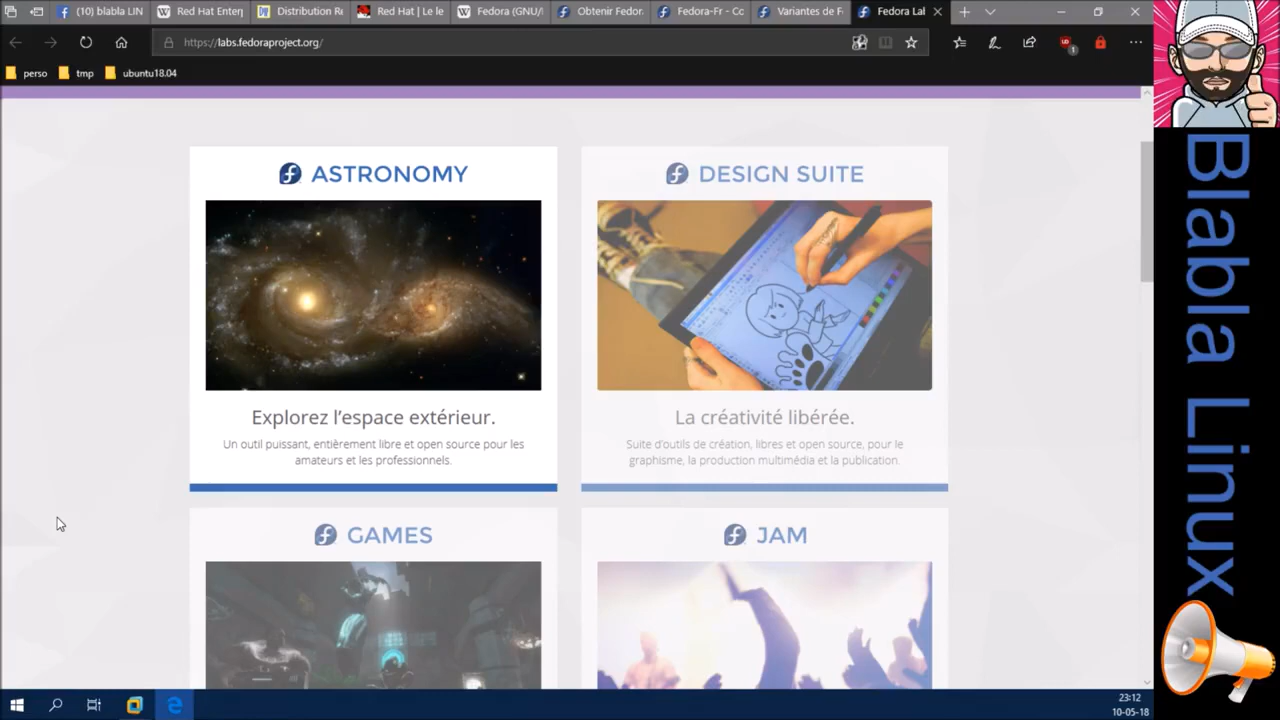 (10) blabla LIN
Red Hat Enterp
Distribution Re
Red Hat | Le le
Fedora (GNU/l
Obtenir Fedora
Fedora-Fr - Co
Variantes de F
Fedora Lal
https://labs.fedoraproject.org/
1
perso
tmp
ubuntu18.04
ASTRONOMY
Explorez l’espace extérieur.
Un outil puissant, entièrement libre et open source pour les
amateurs et les professionnels.
DESIGN SUITE
La créativité libérée.
Suite d'outils de création, libres et open source, pour le
graphisme, la production multimédia et la publication.
GAMES
JAM
Blabla Linux
23:12
10-05-18